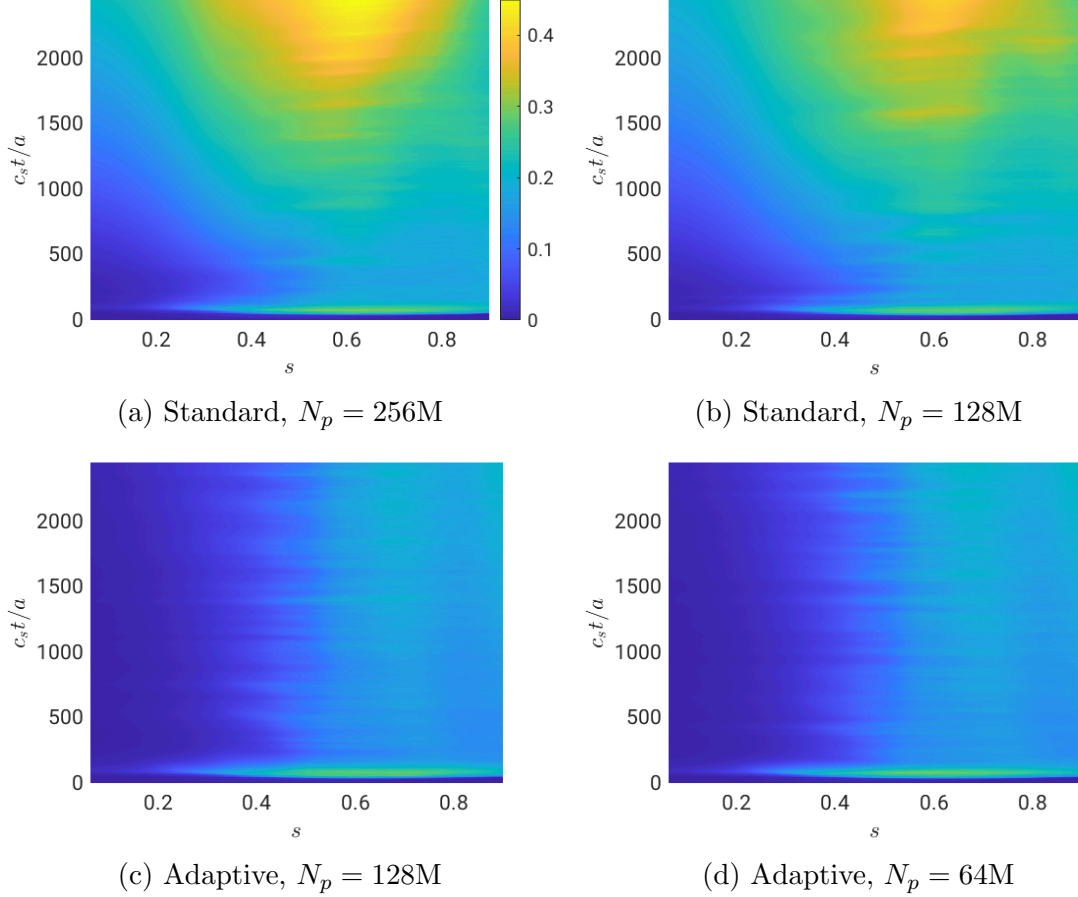 2000
1500
1000
500
0
c_s t/a
0.2 0.4 0.6 0.8
s
0.4
0.3
0.2
0.1
0
(a) Standard, N_p = 256M
2000
1500
1000
500
0
c_s t/a
0.2 0.4 0.6 0.8
s
(b) Standard, N_p = 128M
2000
1500
1000
500
0
c_s t/a
0.2 0.4 0.6 0.8
s
(c) Adaptive, N_p = 128M
2000
1500
1000
500
0
c_s t/a
0.2 0.4 0.6 0.8
s
(d) Adaptive, N_p = 64M